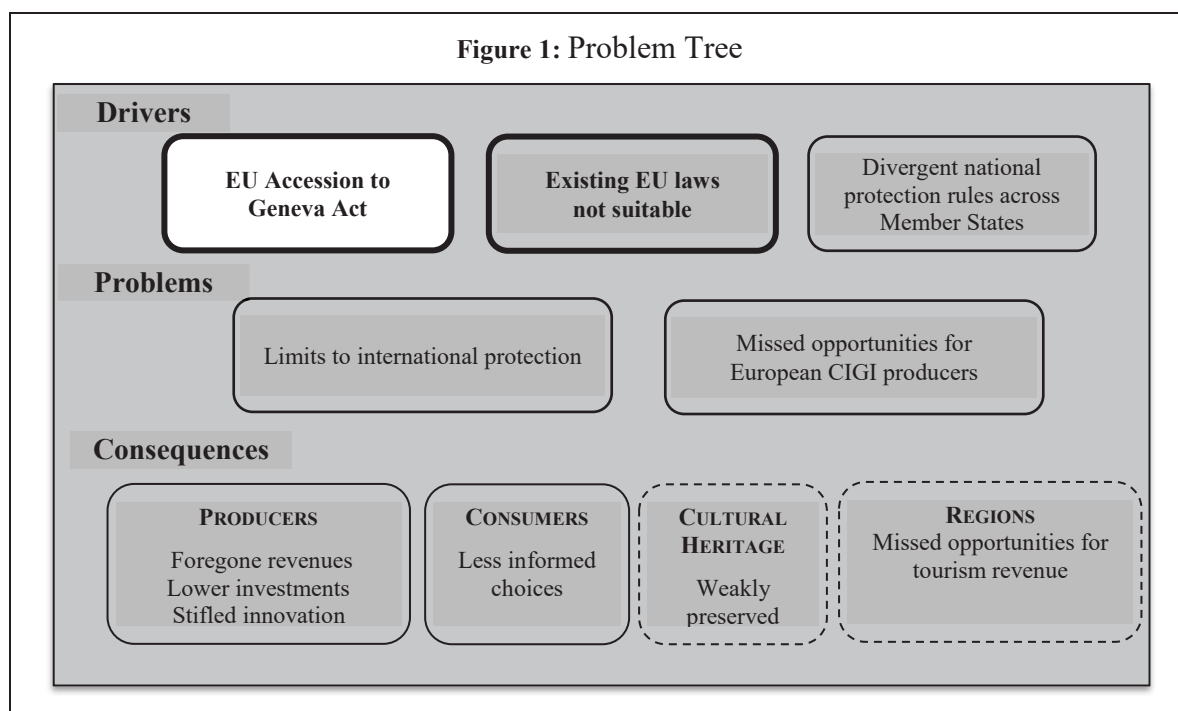 Figure 1: Problem Tree
Drivers
EU Accession to
Geneva Act
Existing EU laws
not suitable
Divergent national
protection rules across
Member States
Problems
Limits to international protection
Missed opportunities for
European CIGI producers
Consequences
PRODUCERS
Foregone revenues
Lower investments
Stifled innovation
CONSUMERS
Less informed
choices
CULTURAL
HERITAGE
Weakly
preserved
REGIONS
Missed opportunities for
tourism revenue